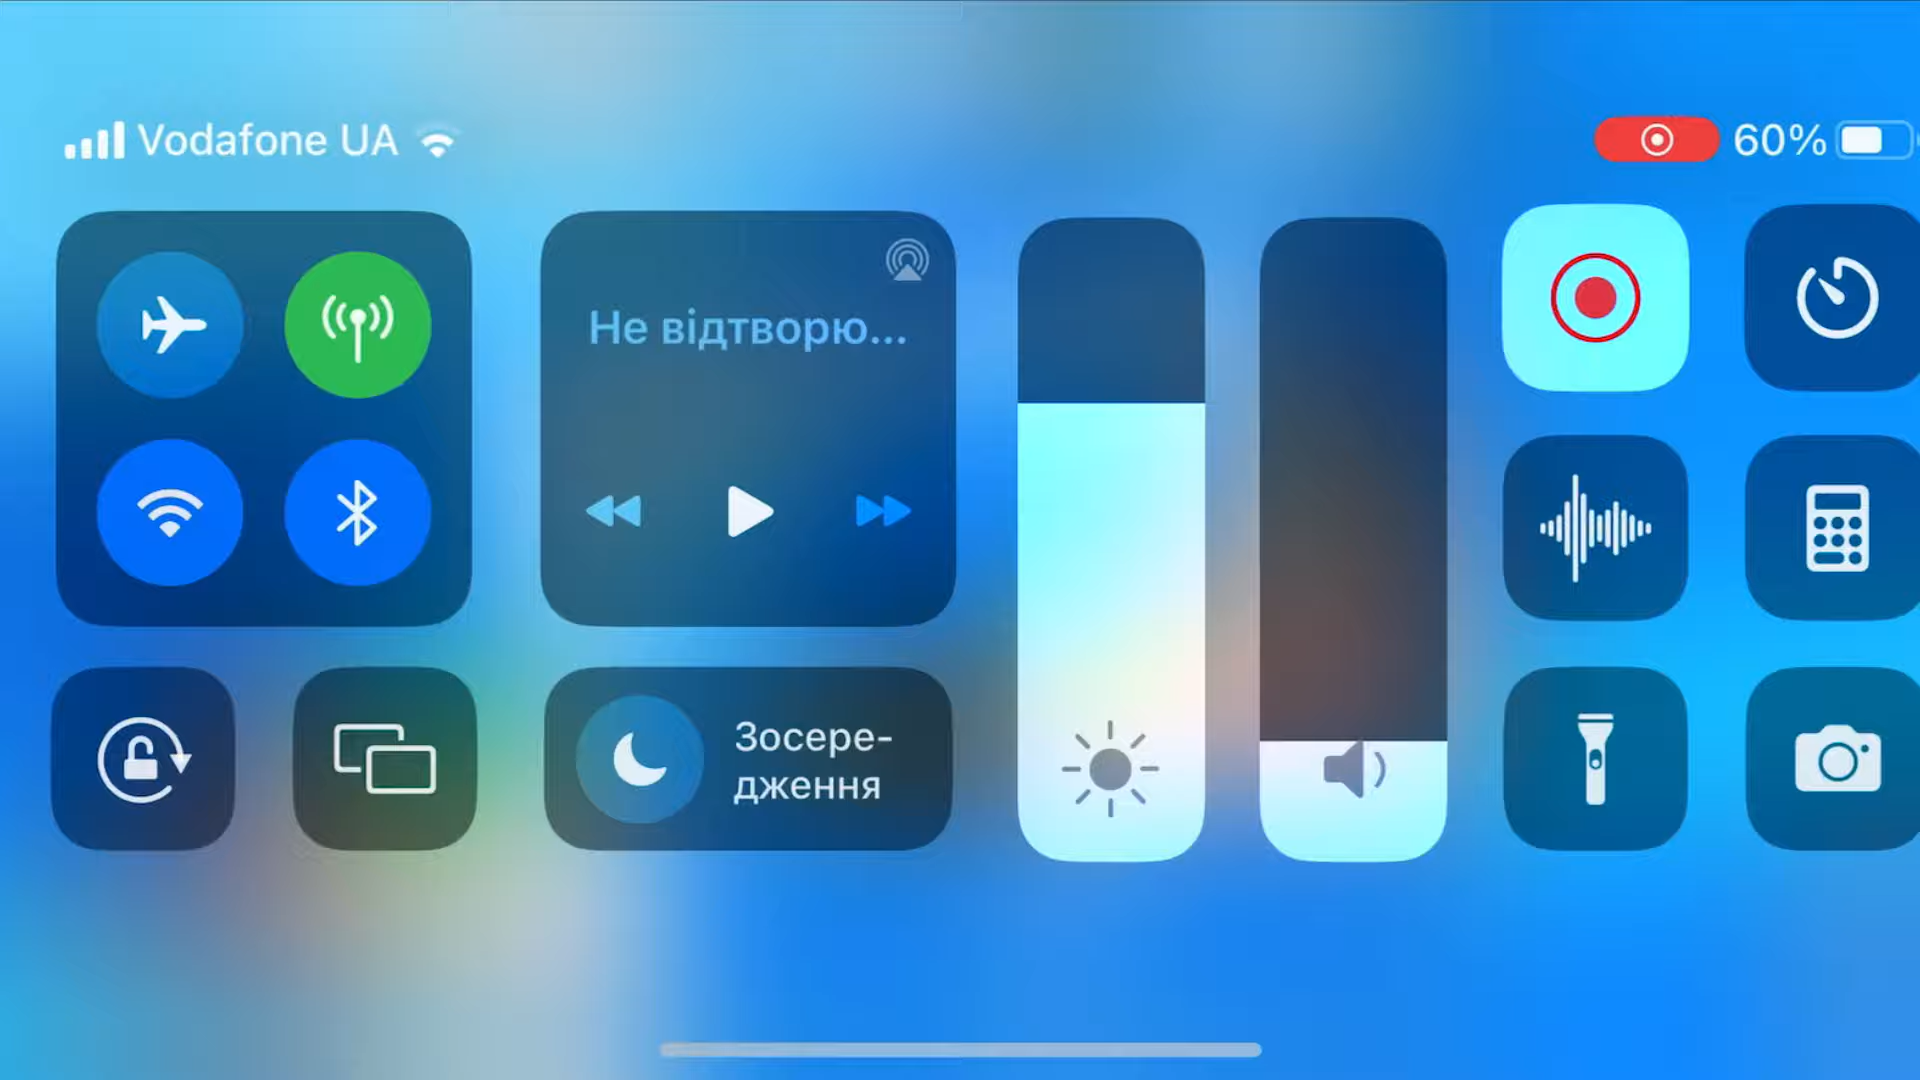 Vodafone UA
60%
Не відтворю...
Зосере-
дження